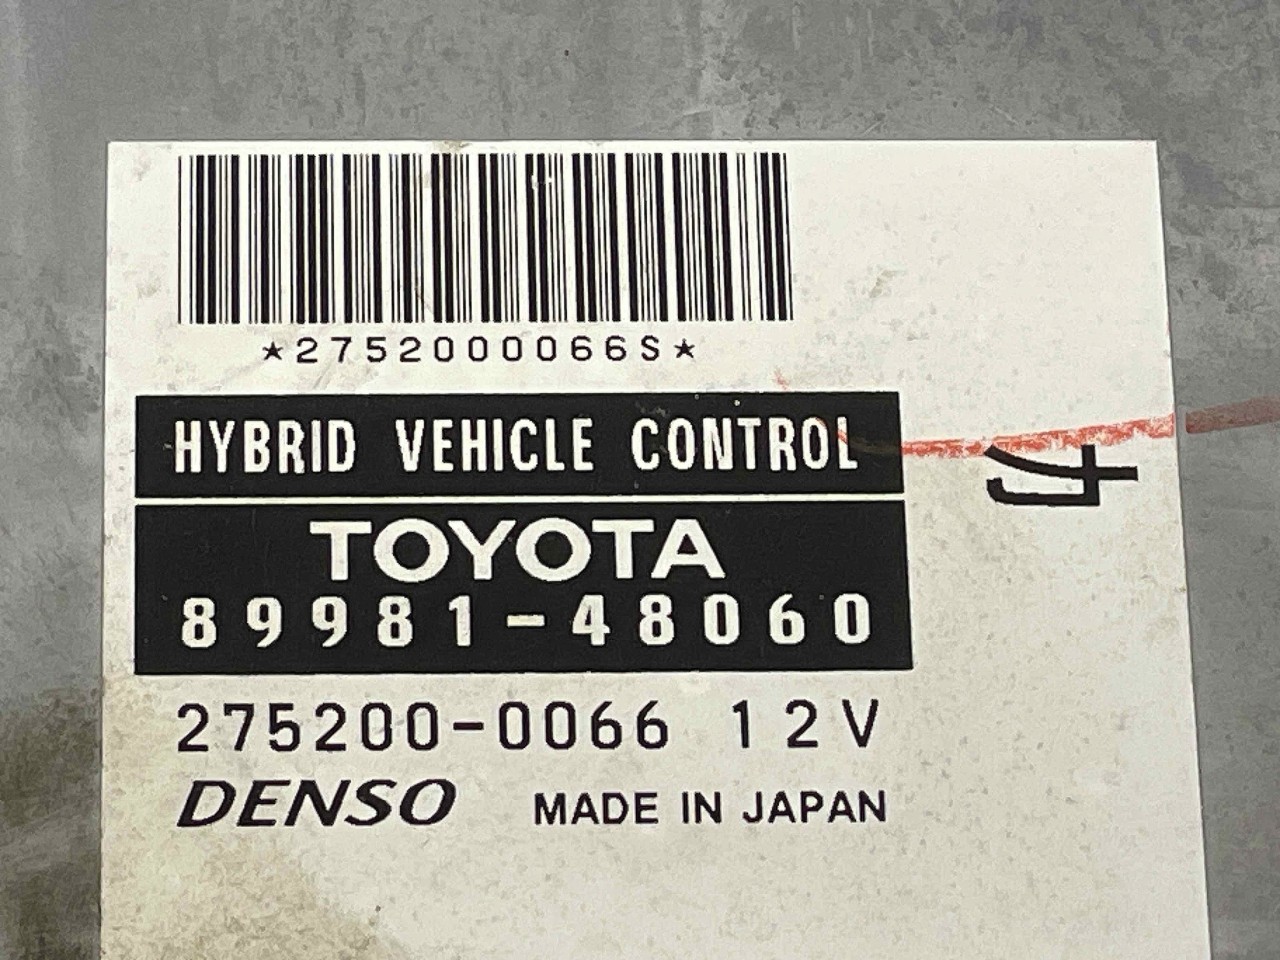 ★2752000066S★
HYBRID VEHICLE CONTROL
TOYOTA
89981-48060
275200-0066 12V
DENSO MADE IN JAPAN